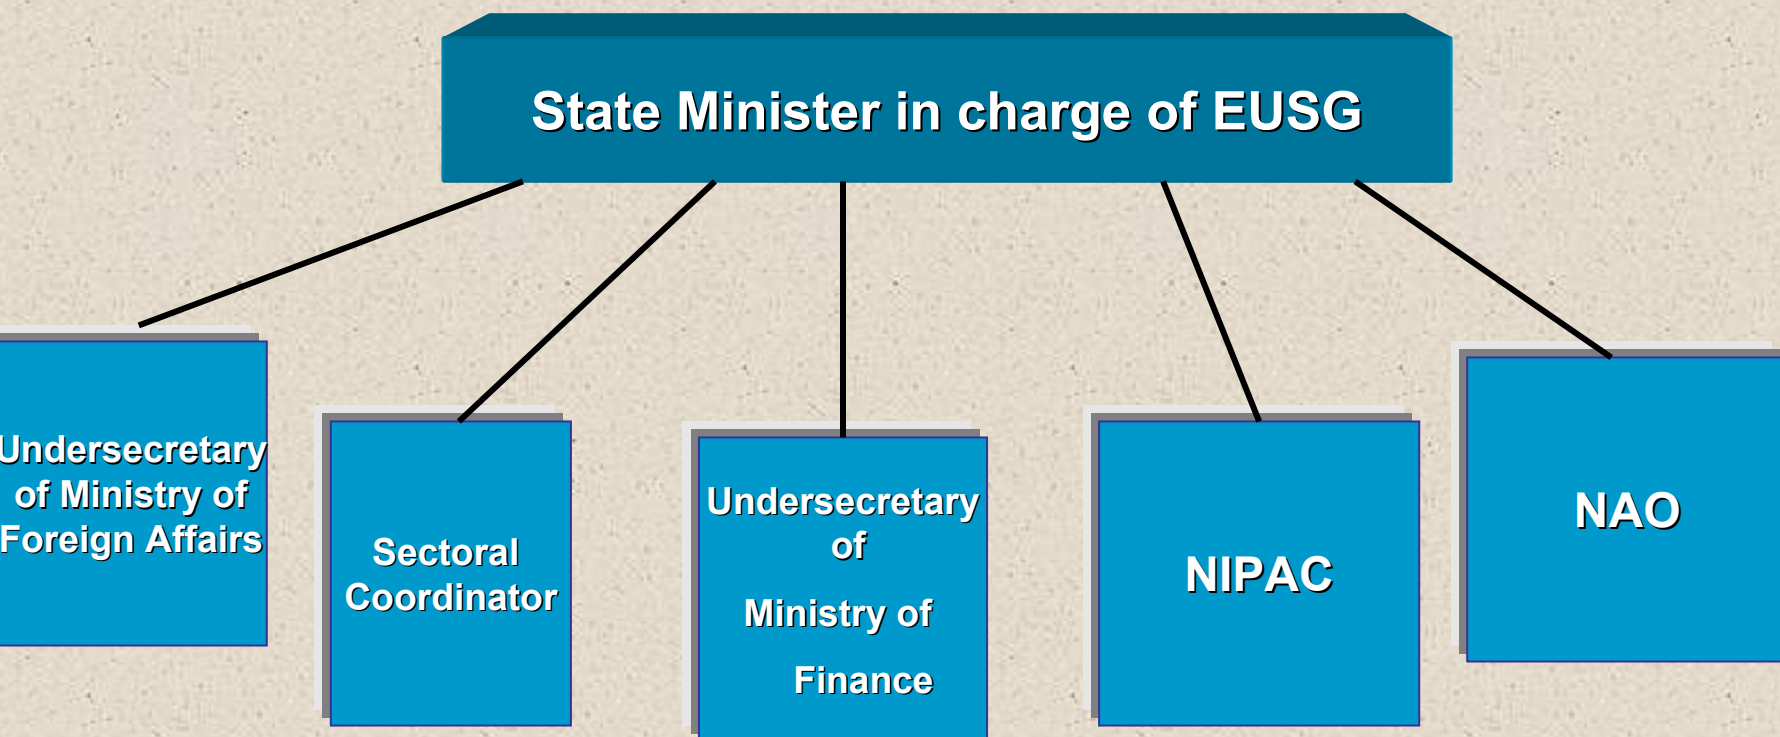 State Minister in charge of EUSG
Undersecretary
of Ministry of
Foreign Affairs
Sectoral
Coordinator
Undersecretary
of
Ministry of
Finance
NIPAC
NAO